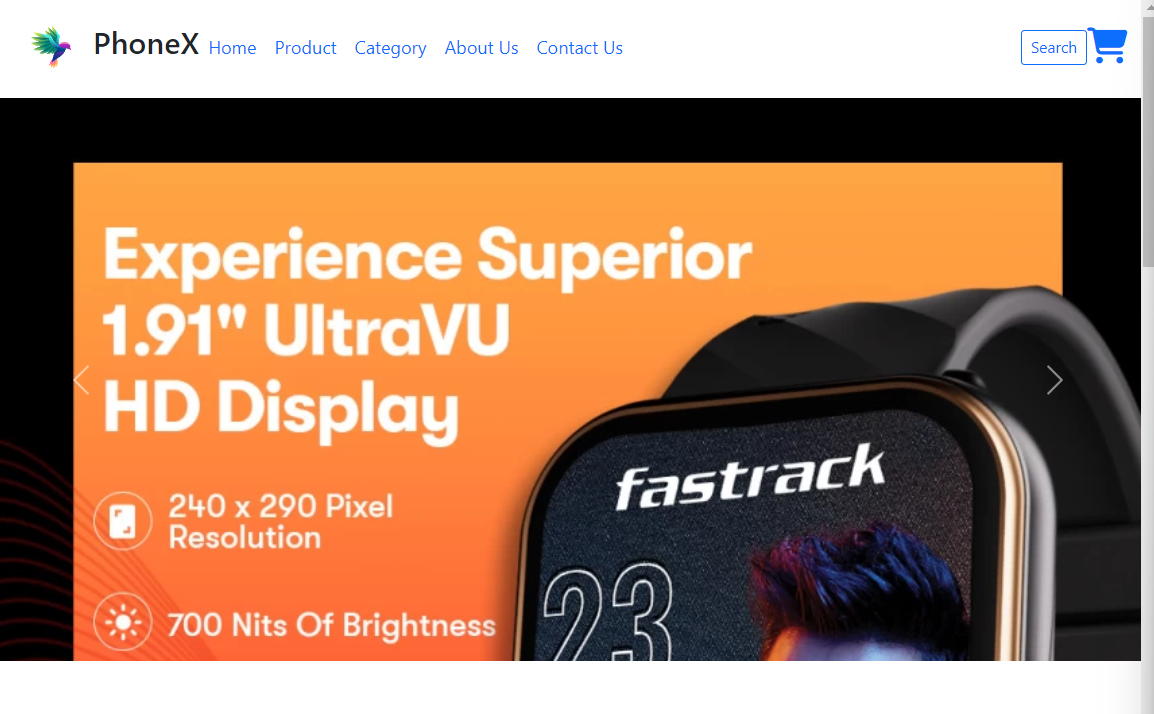 PhoneX Home Product Category About Us Contact Us Search
Experience Superior
1.91" UltraVU
HD Display
fastrack
240 x 290 Pixel
Resolution
23
700 Nits Of Brightness